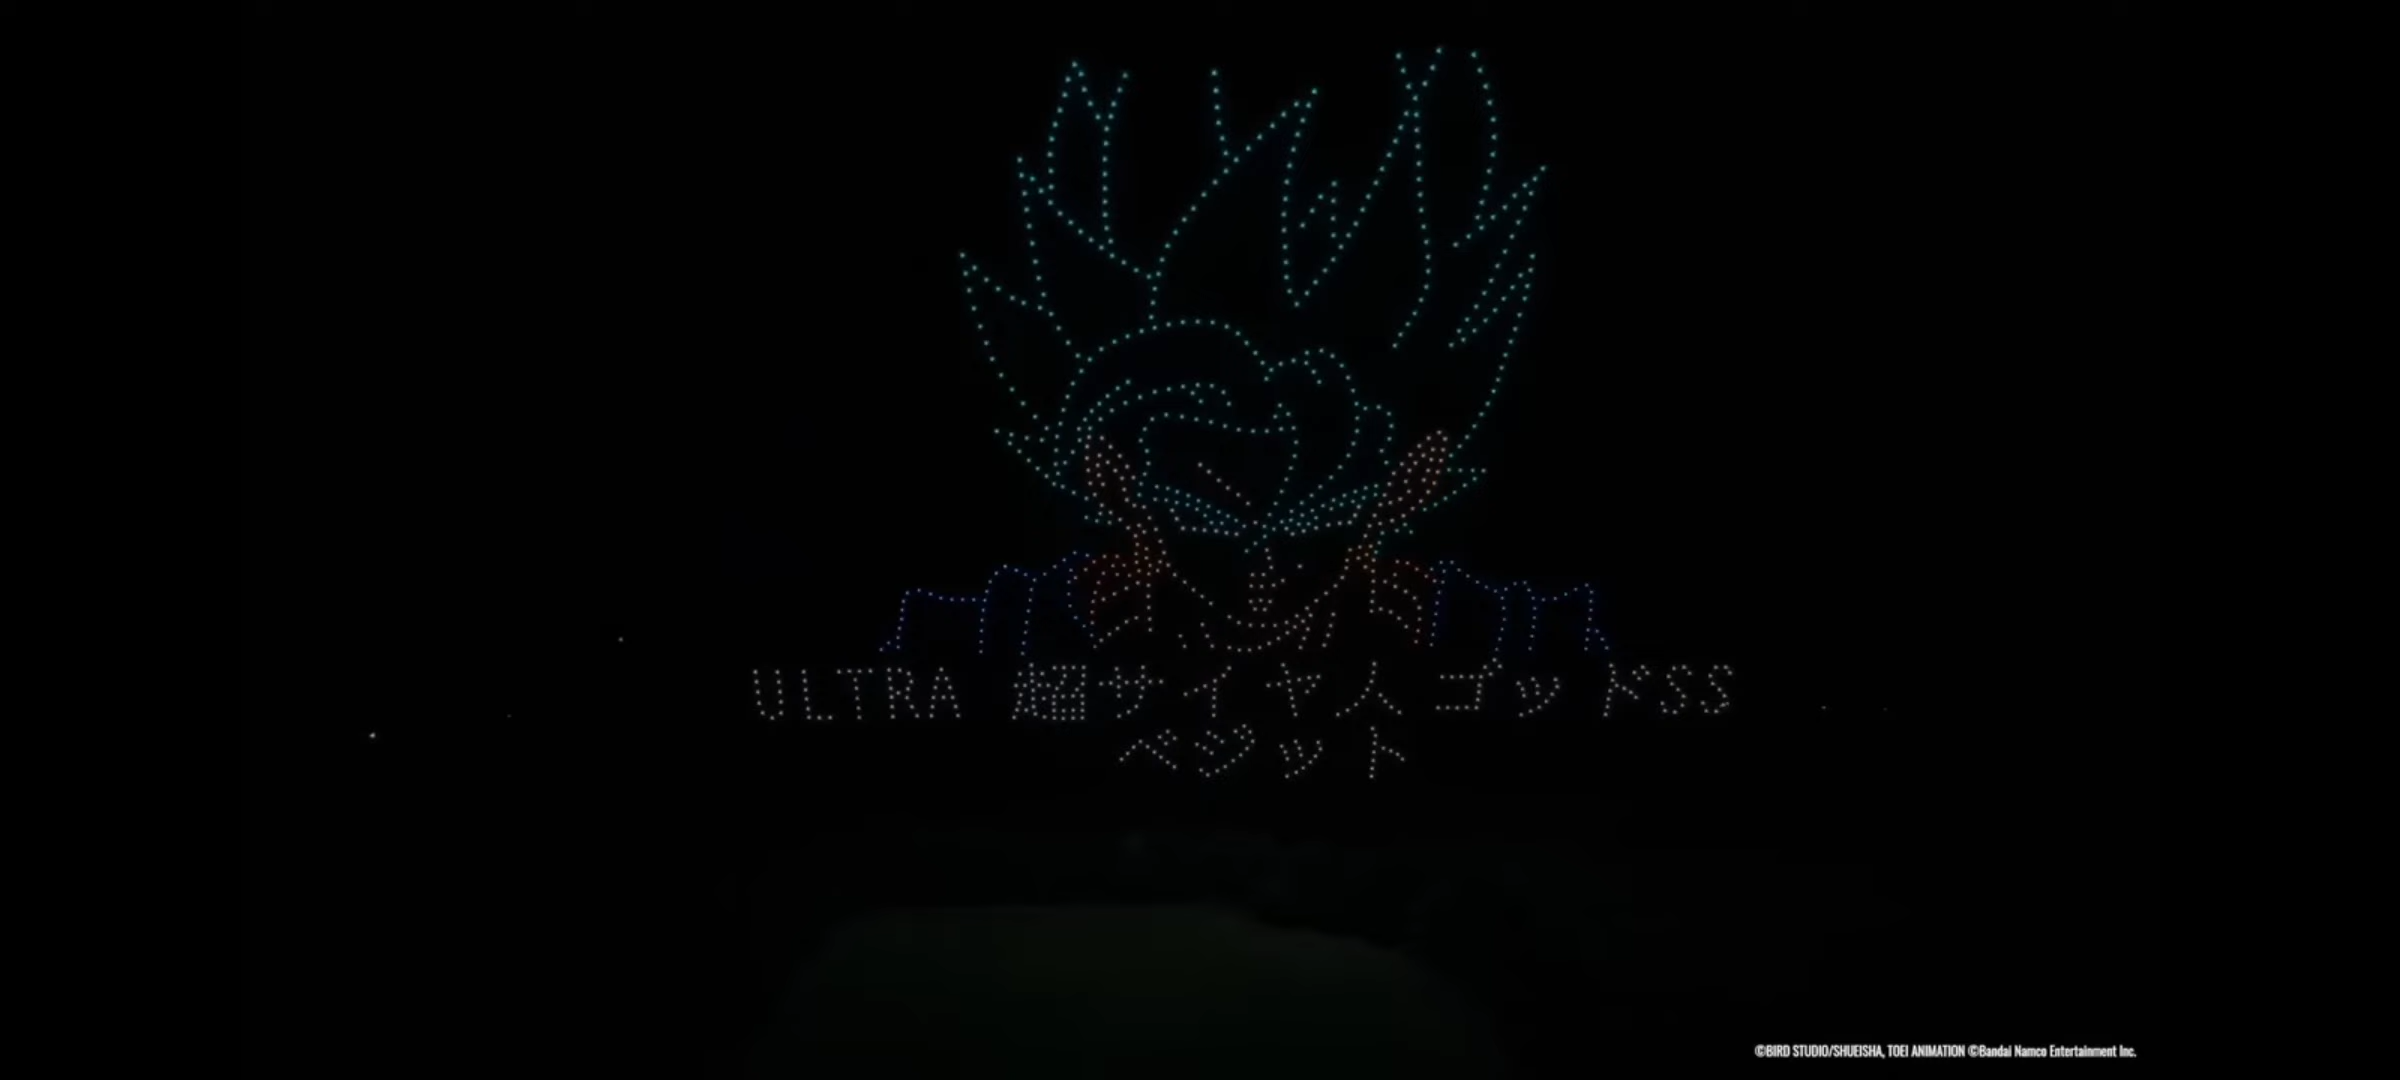 ULTRA 超サイヤ人ゴッドSS
ベジット
©BIRD STUDIO/SHUEISHA, TOEI ANIMATION ©Bandai Namco Entertainment Inc.